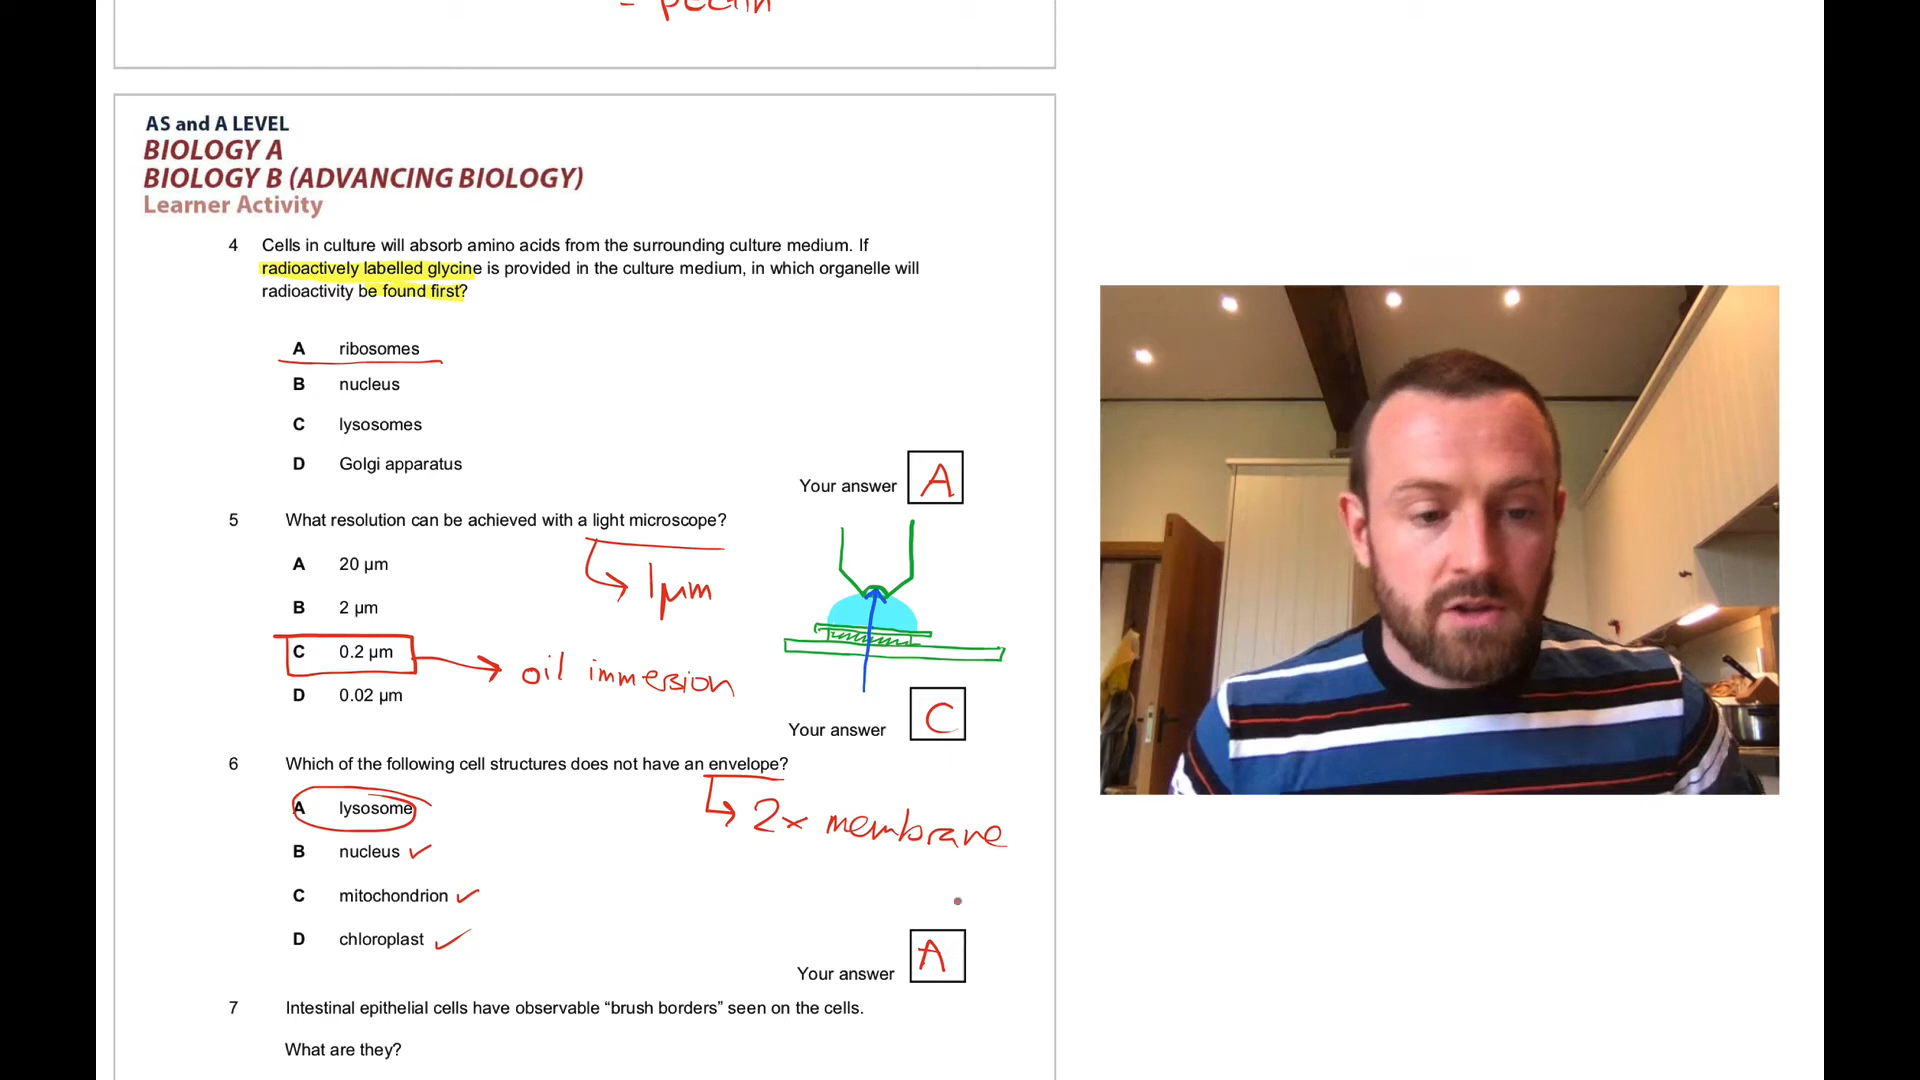 = pectin
AS and A LEVEL
BIOLOGY A
BIOLOGY B (ADVANCING BIOLOGY)
Learner Activity
4 Cells in culture will absorb amino acids from the surrounding culture medium. If
radioactively labelled glycine is provided in the culture medium, in which organelle will
radioactivity be found first?
A ribosomes
B nucleus
C lysosomes
D Golgi apparatus
Your answer A
5 What resolution can be achieved with a light microscope?
A 20 µm
1µm
B 2 µm
C 0.2 µm
oil immersion
D 0.02 µm
Your answer C
6 Which of the following cell structures does not have an envelope?
A lysosome
2x membrane
B nucleus ✓
C mitochondrion ✓
D chloroplast ✓
Your answer A
7 Intestinal epithelial cells have observable “brush borders” seen on the cells.
What are they?